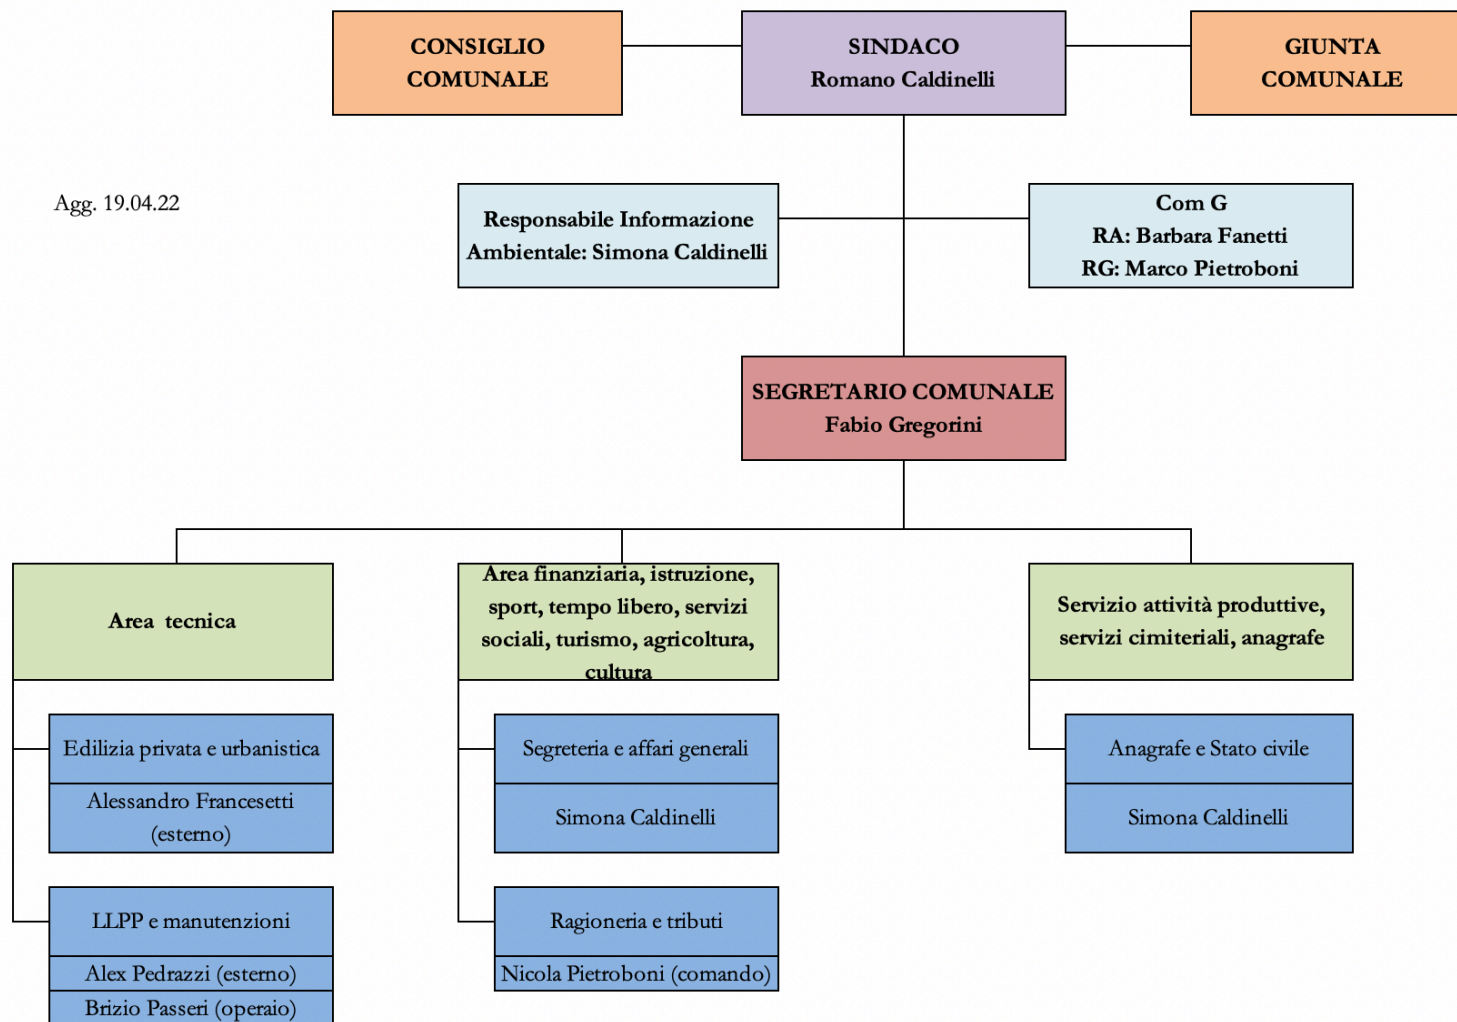 CONSIGLIO
COMUNALE
SINDACO
Romano Caldinelli
GIUNTA
COMUNALE
Agg. 19.04.22
Responsabile Informazione
Ambientale: Simona Caldinelli
Com G
RA: Barbara Fanetti
RG: Marco Pietroboni
SEGRETARIO COMUNALE
Fabio Gregorini
Area tecnica
Area finanziaria, istruzione,
sport, tempo libero, servizi
sociali, turismo, agricoltura,
cultura
Servizio attività produttive,
servizi cimiteriali, anagrafe
Edilizia privata e urbanistica
Alessandro Francesetti
(esterno)
Segreteria e affari generali
Simona Caldinelli
Anagrafe e Stato civile
Simona Caldinelli
LLPP e manutenzioni
Alex Pedrazzi (esterno)
Brizio Passeri (operaio)
Ragioneria e tributi
Nicola Pietroboni (comando)